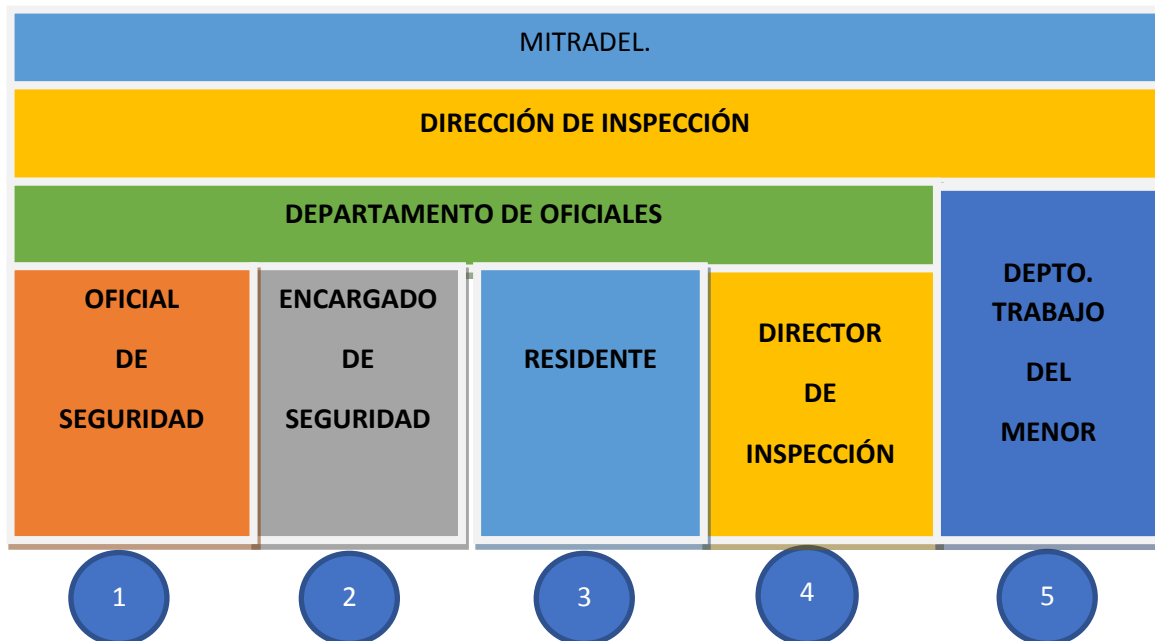 MITRADEL.
DIRECCIÓN DE INSPECCIÓN
DEPARTAMENTO DE OFICIALES
OFICIAL
DE
SEGURIDAD
ENCARGADO
DE
SEGURIDAD
RESIDENTE
DIRECTOR
DE
INSPECCIÓN
DEPTO.
TRABAJO
DEL
MENOR
1
2
3
4
5